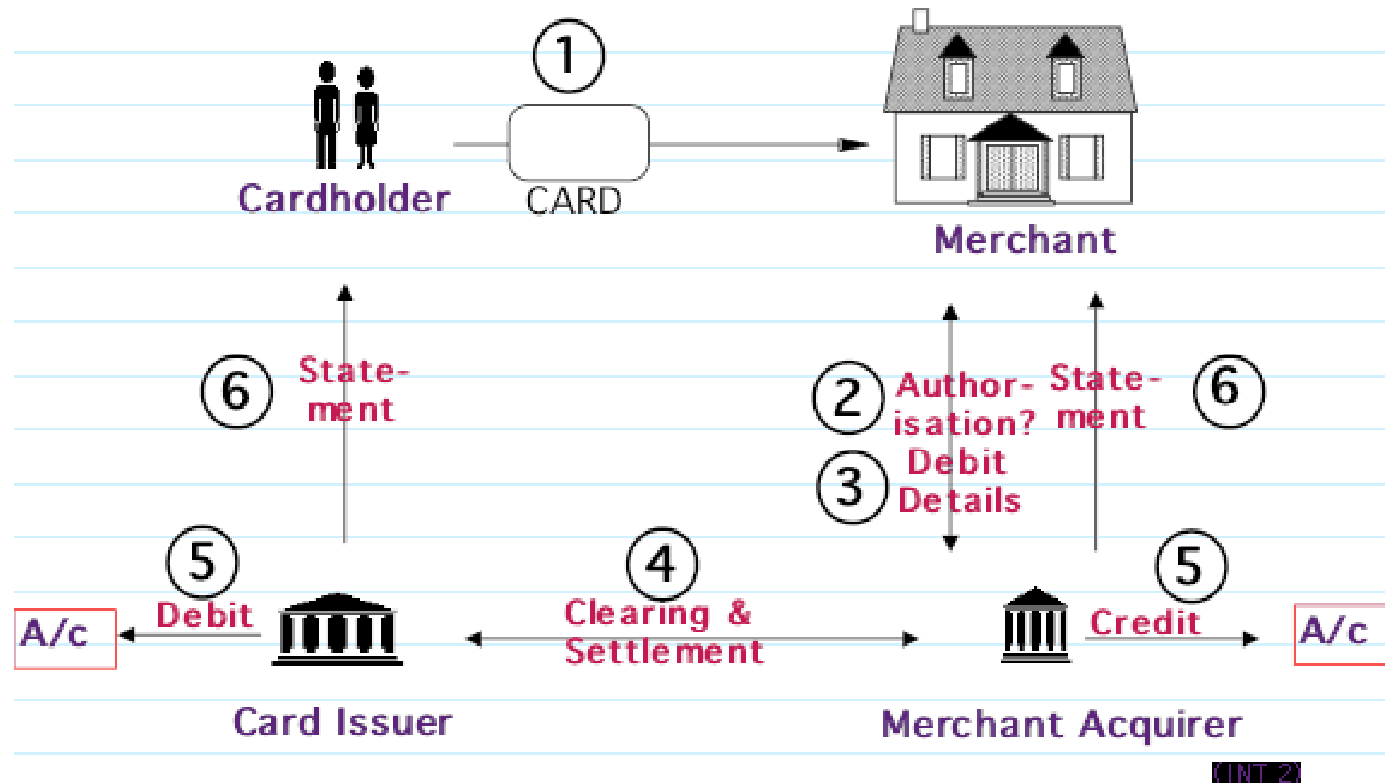 1
Cardholder
CARD
Merchant
6
State-
ment
2
Author-
isation?
3
Debit
Details
State-
ment
6
5
Debit
A/c
4
Clearing &
Settlement
5
Credit
A/c
Card Issuer
Merchant Acquirer
(INT 2)